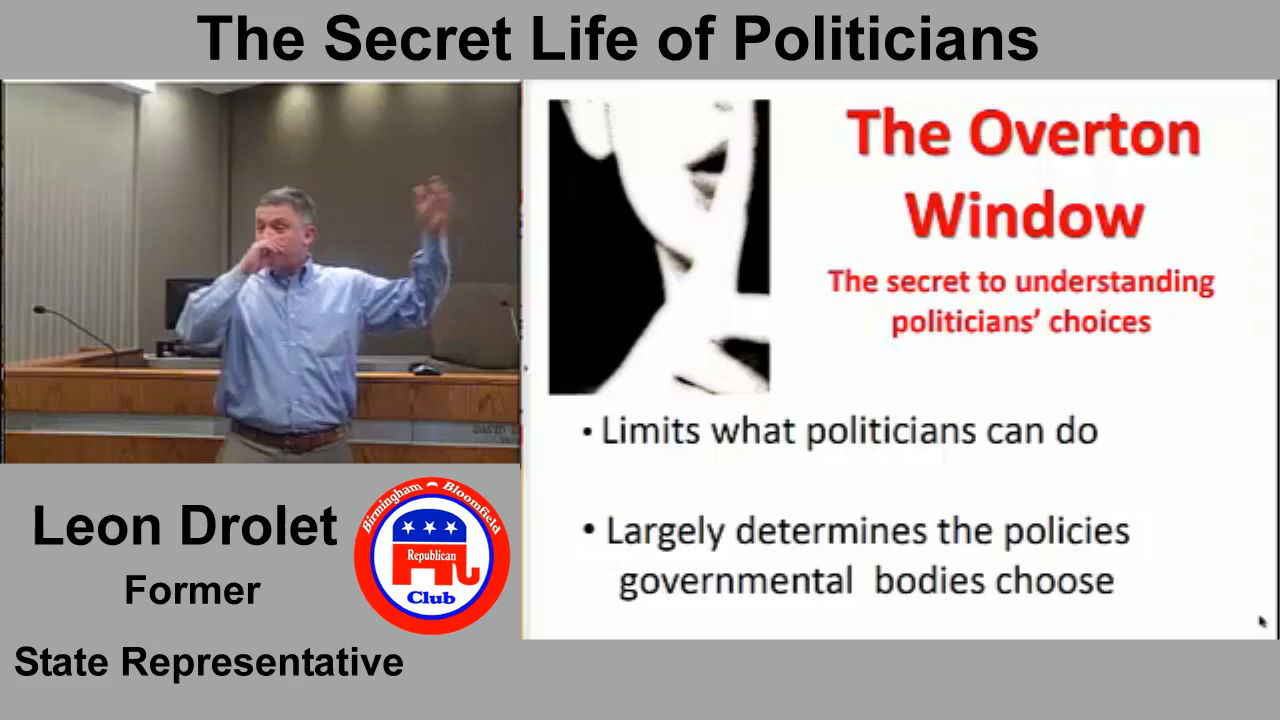 The Secret Life of Politicians
The Overton
Window
The secret to understanding
politicians' choices
• Limits what politicians can do
• Largely determines the policies
governmental bodies choose
Leon Drolet
Former
State Representative
Birmingham Bloomfield
Republican
Club